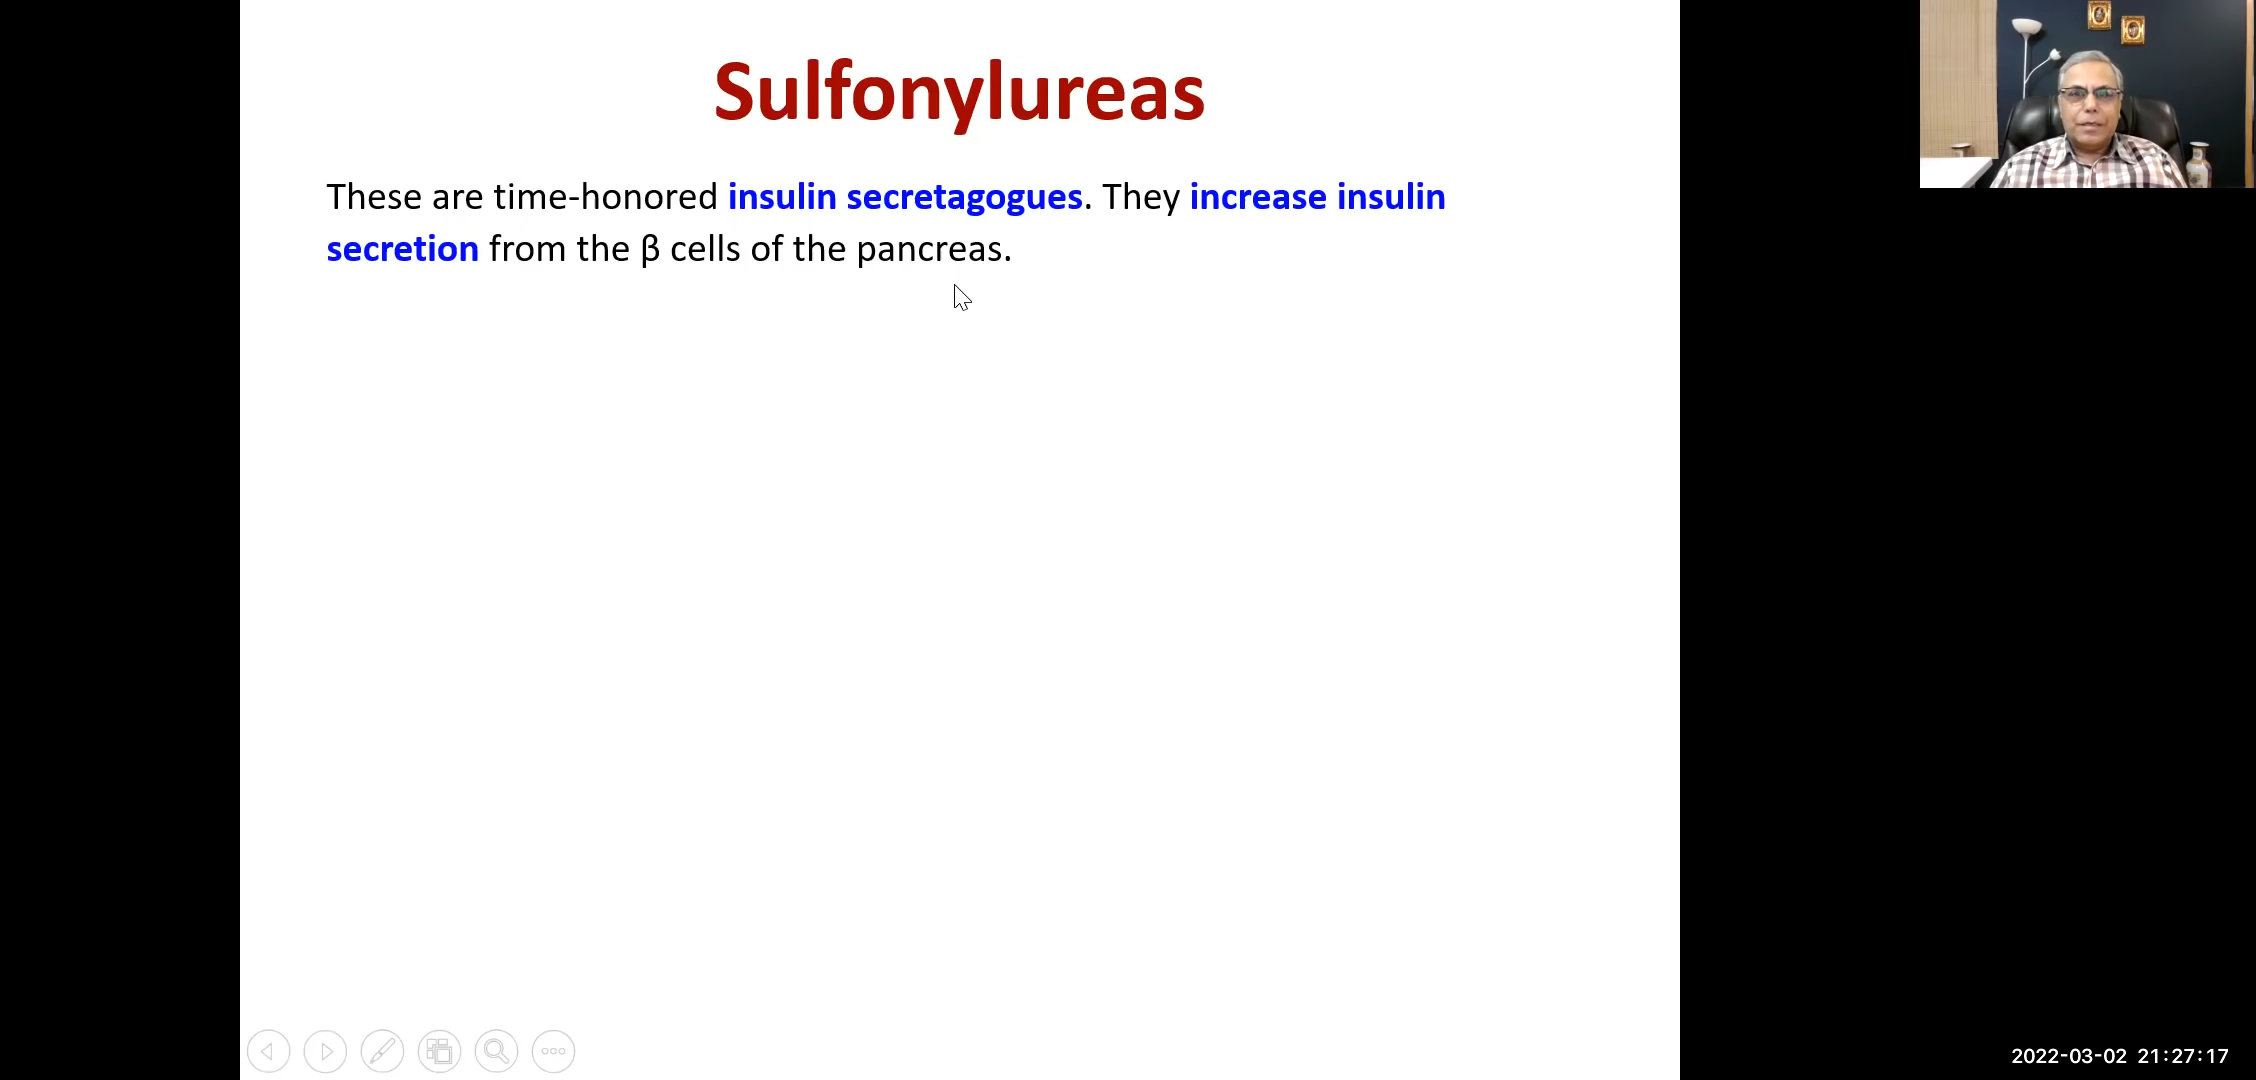 Sulfonylureas
These are time-honored insulin secretagogues. They increase insulin
secretion from the β cells of the pancreas.
2022-03-02 21:27:17